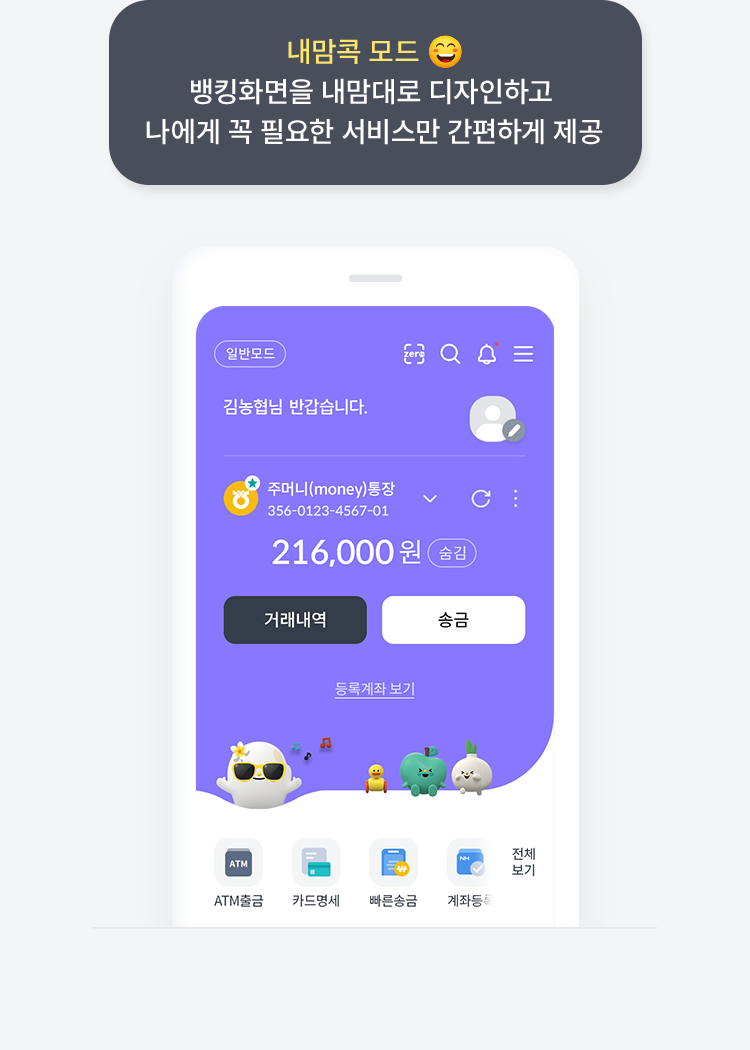 내맘콕 모드 😄
뱅킹화면을 내맘대로 디자인하고
나에게 꼭 필요한 서비스만 간편하게 제공
일반모드
zero
김농협님 반갑습니다.
주머니(money)통장
356-0123-4567-01
216,000 원 숨김
거래내역 송금
등록계좌 보기
ATM
NH
전체
보기
ATM출금 카드명세 빠른송금 계좌등록